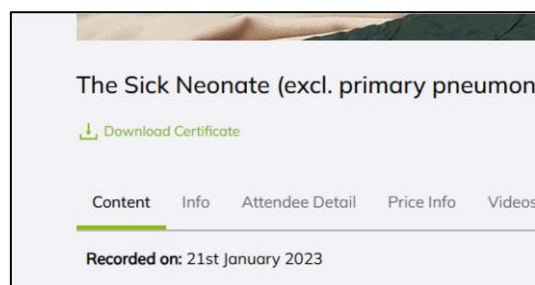 The Sick Neonate (excl. primary pneumon
Download Certificate
Content Info Attendee Detail Price Info Videos
Recorded on: 21st January 2023